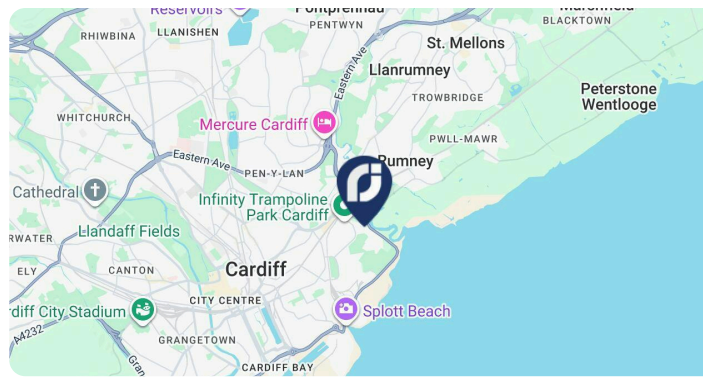 Reservoirs
Pontprennau
Marshfield
BLACKTOWN
PENTWYN
LLANISHEN
RHIWBINA
St. Mellons
Eastern Ave
Llanrumney
Peterstone
Wentlooge
TROWBRIDGE
WHITCHURCH
Mercure Cardiff
PWLL-MAWR
Eastern Ave
Rumney
PEN-Y-LAN
Cathedral
Infinity Trampoline
Park Cardiff
Llandaff Fields
RWATER
ELY
CANTON
Cardiff
CITY CENTRE
rdiff City Stadium
Splott Beach
A4232
GRANGETOWN
Gran
CARDIFF BAY